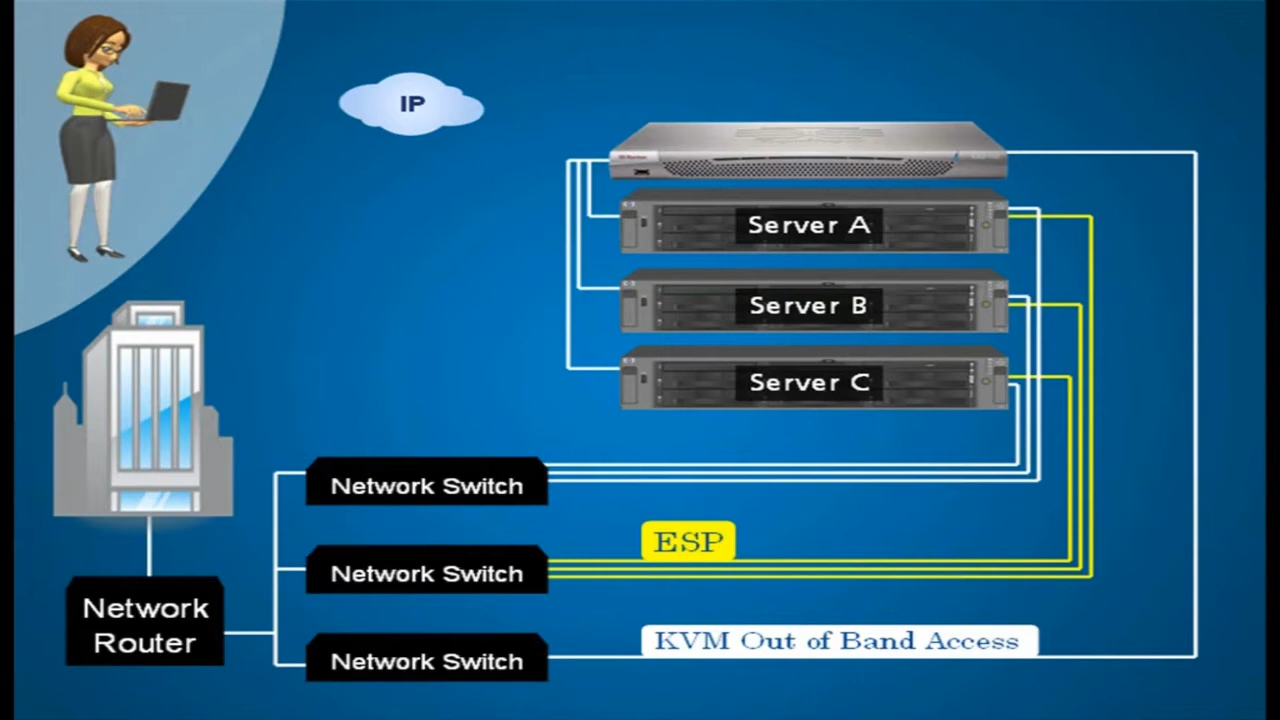 IP
Server A
Server B
Server C
Network Switch
ESP
Network Switch
Network
Router
KVM Out of Band Access
Network Switch